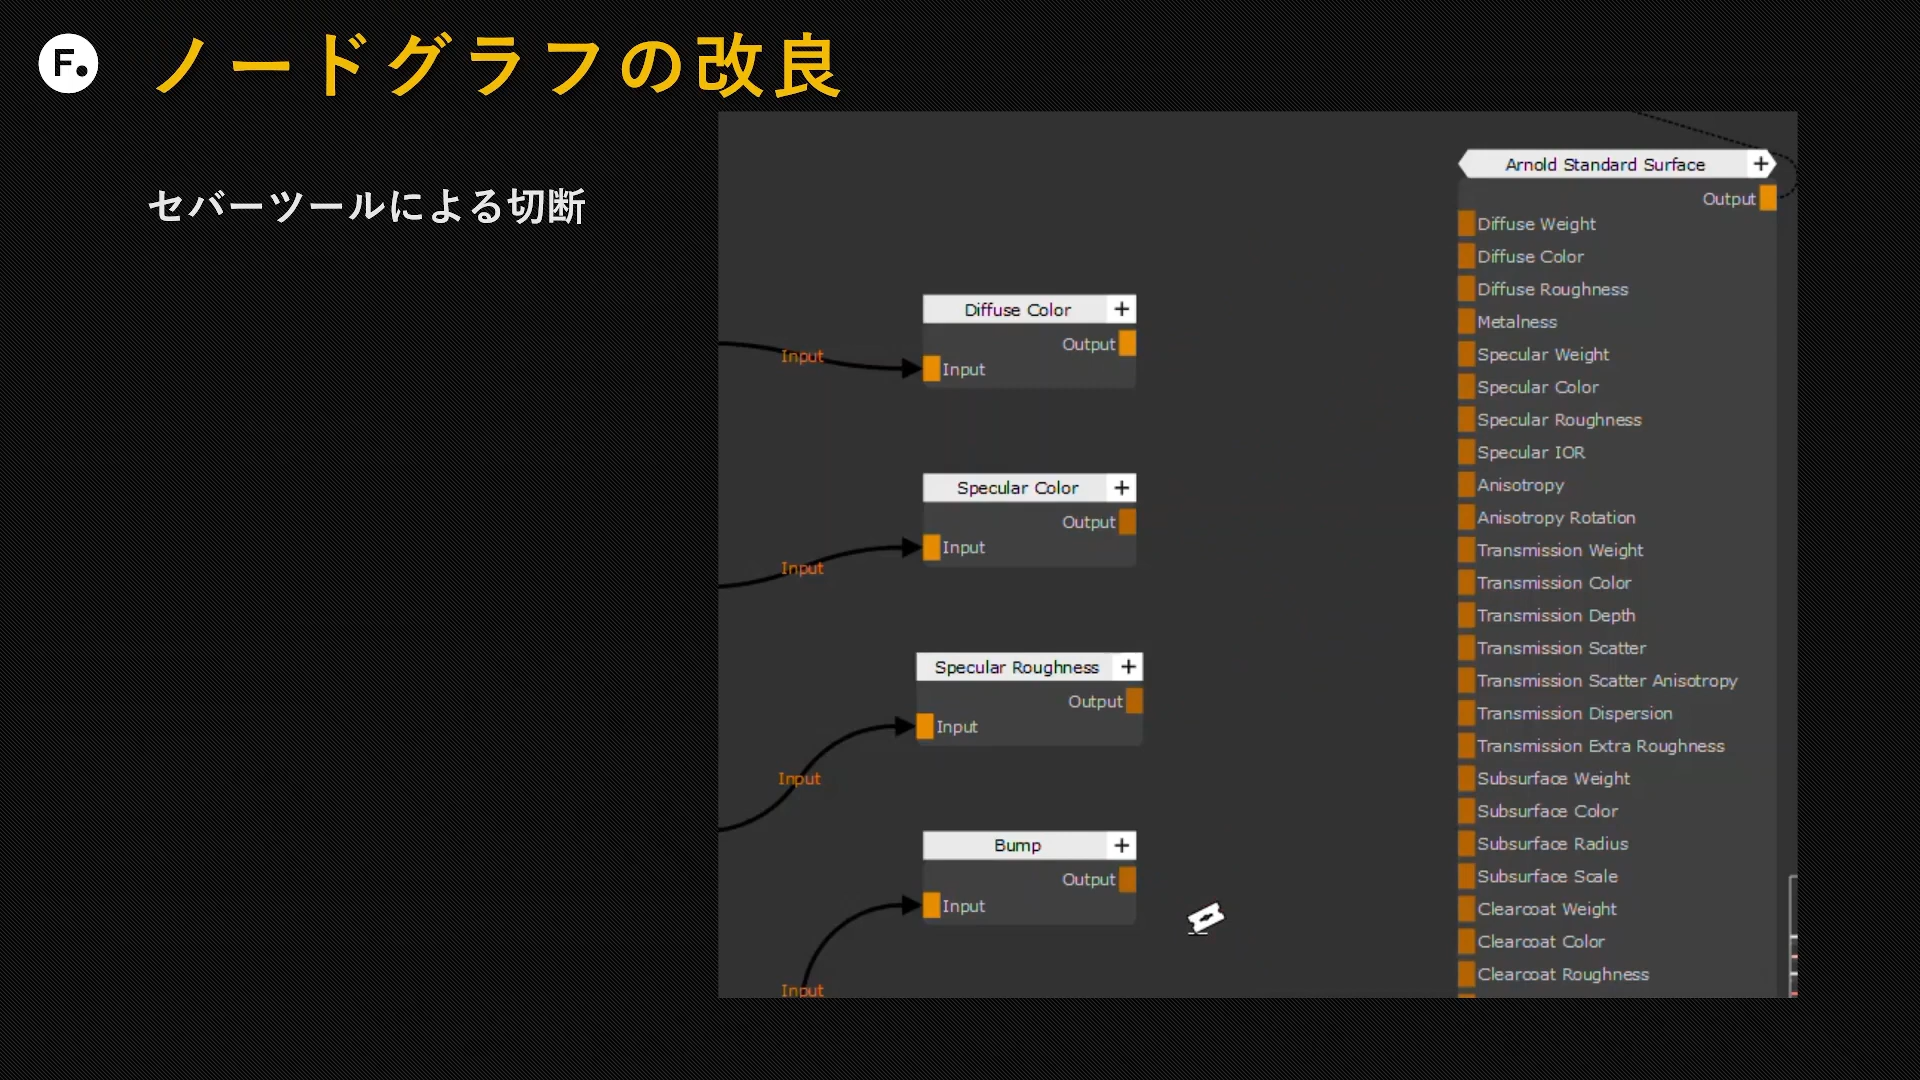 F.
ノードグラフの改良
セバーツールによる切断
Diffuse Color +
Output
Input
Input
Specular Color +
Output
Input
Input
Specular Roughness +
Output
Input
Input
Bump +
Output
Input
Input
Arnold Standard Surface +
Output
Diffuse Weight
Diffuse Color
Diffuse Roughness
Metalness
Specular Weight
Specular Color
Specular Roughness
Specular IOR
Anisotropy
Anisotropy Rotation
Transmission Weight
Transmission Color
Transmission Depth
Transmission Scatter
Transmission Scatter Anisotropy
Transmission Dispersion
Transmission Extra Roughness
Subsurface Weight
Subsurface Color
Subsurface Radius
Subsurface Scale
Clearcoat Weight
Clearcoat Color
Clearcoat Roughness